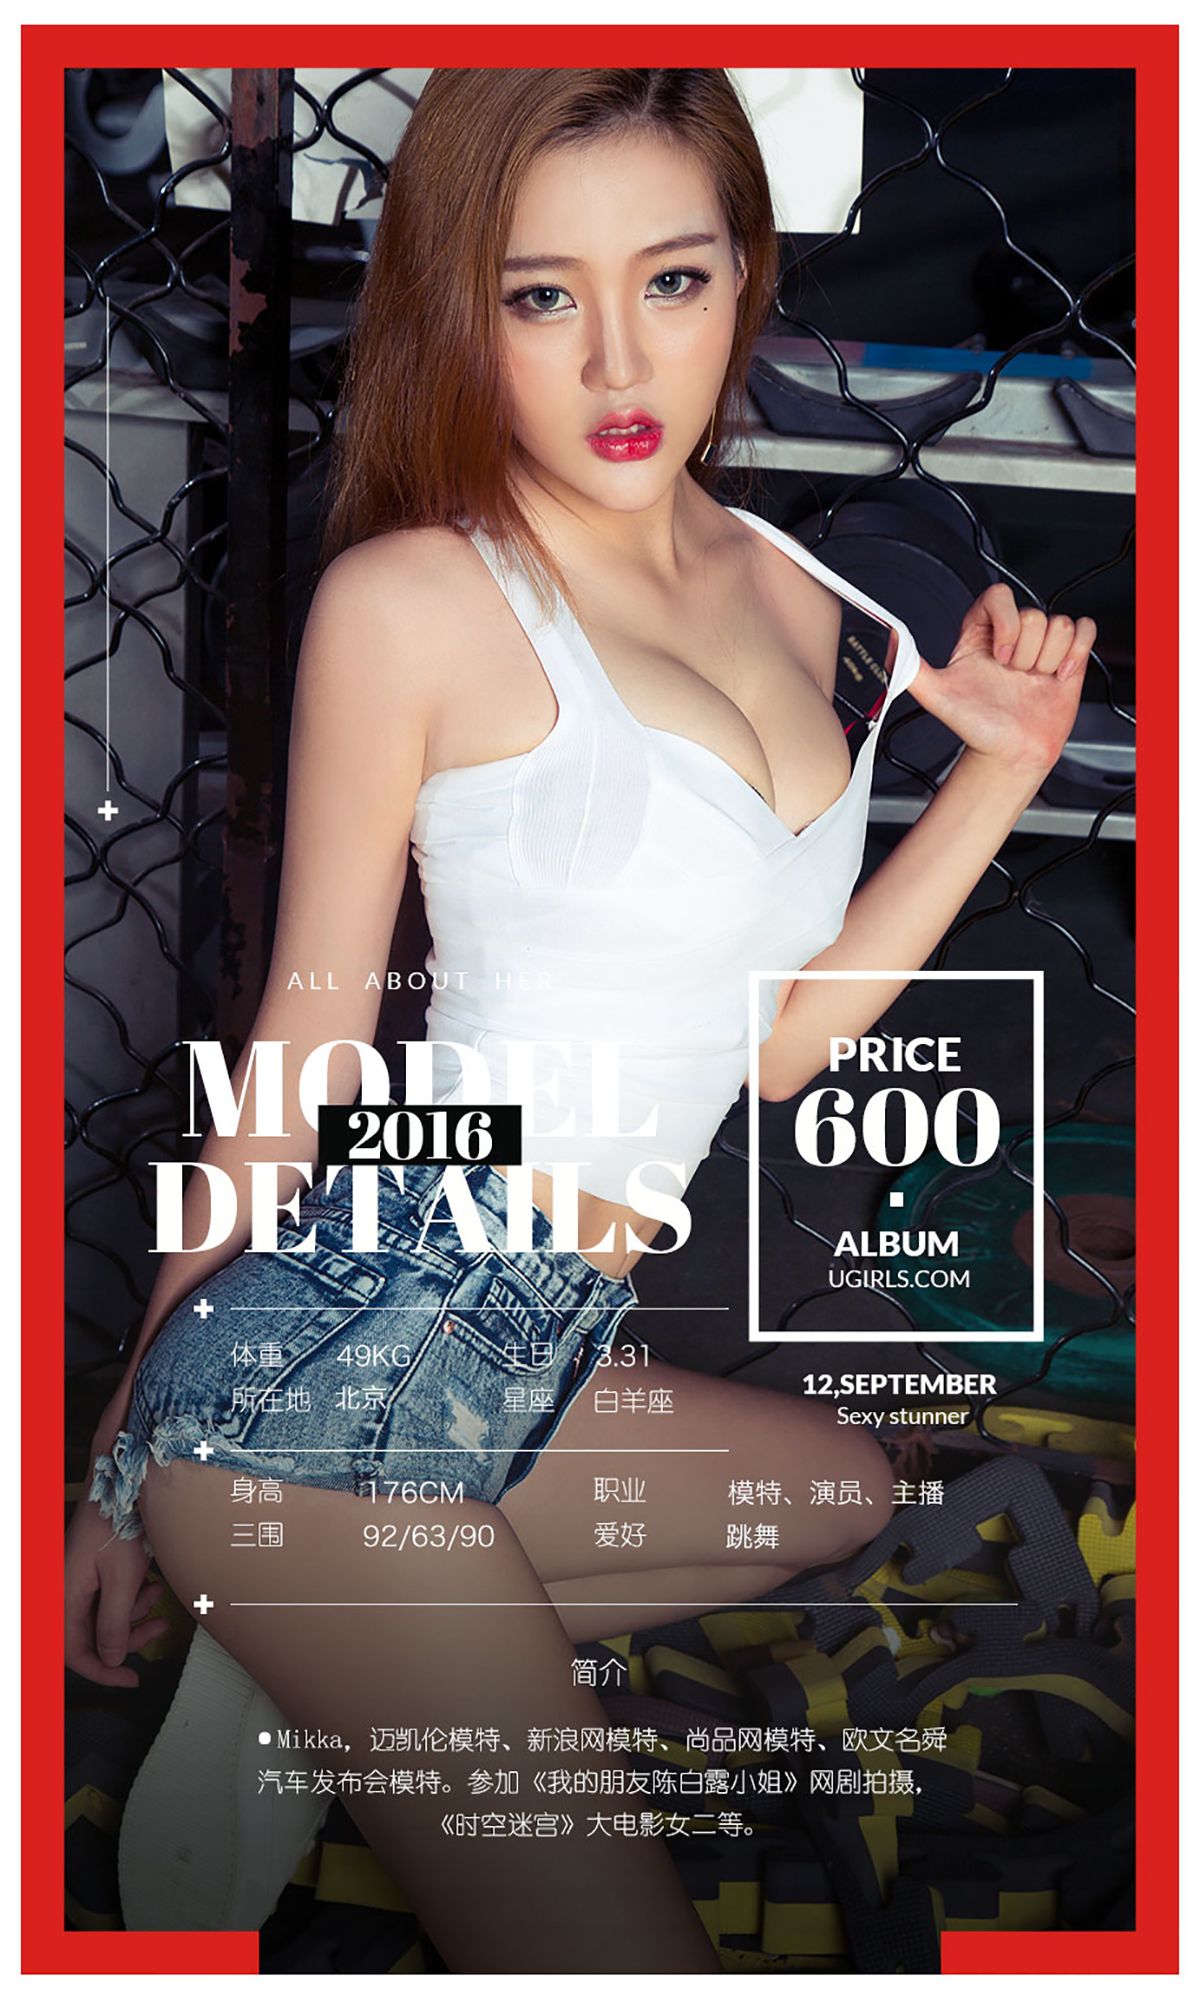 BATTLE CLU
ALL ABOUT HER
MODEL
2016
DETAILS
PRICE
600
ALBUM
UGIRLS.COM
12,SEPTEMBER
Sexy stunner
体重 49KG 生日 3.31
所在地 北京 星座 白羊座
身高 176CM 职业 模特、演员、主播
三围 92/63/90 爱好 跳舞
简介
Mikka，迈凯伦模特、新浪网模特、尚品网模特、欧文名舜
汽车发布会模特。参加《我的朋友陈白露小姐》网剧拍摄，
《时空迷宫》大电影女二等。